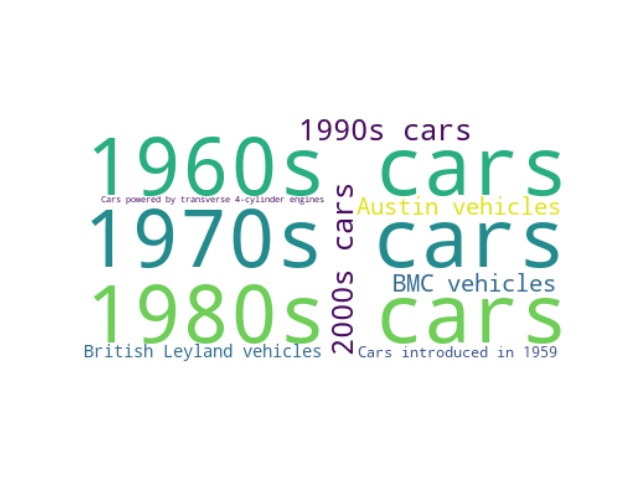 1990s cars
1960s cars
Cars powered by transverse 4-cylinder engines
Austin vehicles
1970s cars
2000s cars
BMC vehicles
1980s cars
British Leyland vehicles
Cars introduced in 1959